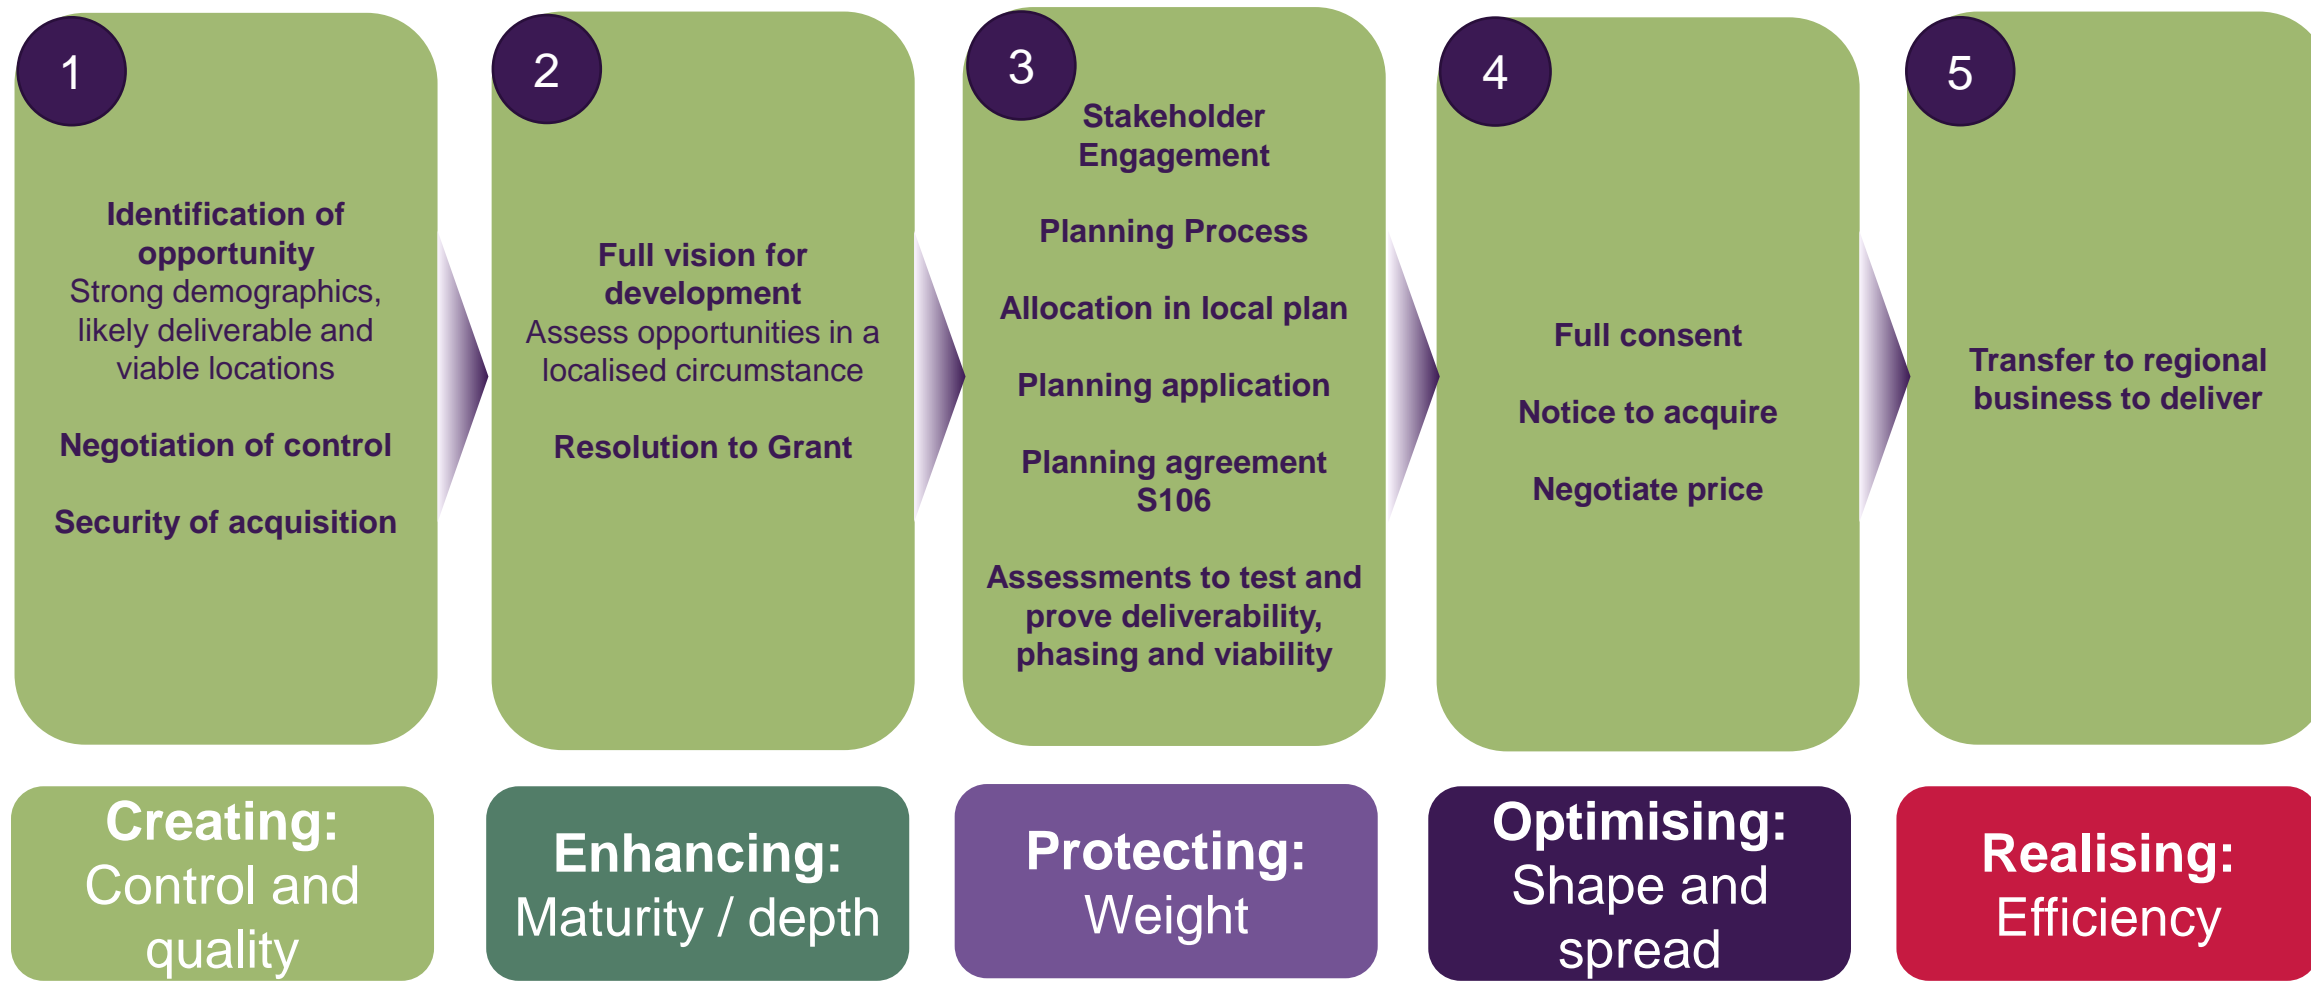 1
Identification of
opportunity
Strong demographics,
likely deliverable and
viable locations
Negotiation of control
Security of acquisition
2
Full vision for
development
Assess opportunities in a
localised circumstance
Resolution to Grant
3
Stakeholder
Engagement
Planning Process
Allocation in local plan
Planning application
Planning agreement
S106
Assessments to test and
prove deliverability,
phasing and viability
4
Full consent
Notice to acquire
Negotiate price
5
Transfer to regional
business to deliver
Creating:
Control and
quality
Enhancing:
Maturity / depth
Protecting:
Weight
Optimising:
Shape and
spread
Realising:
Efficiency